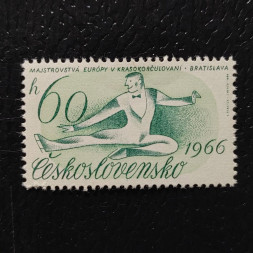 MAJSTROVSTVÁ EURÓPY V KRASOKORČUĽOVANÍ - BRATISLAVA
h 60
1966
Československo